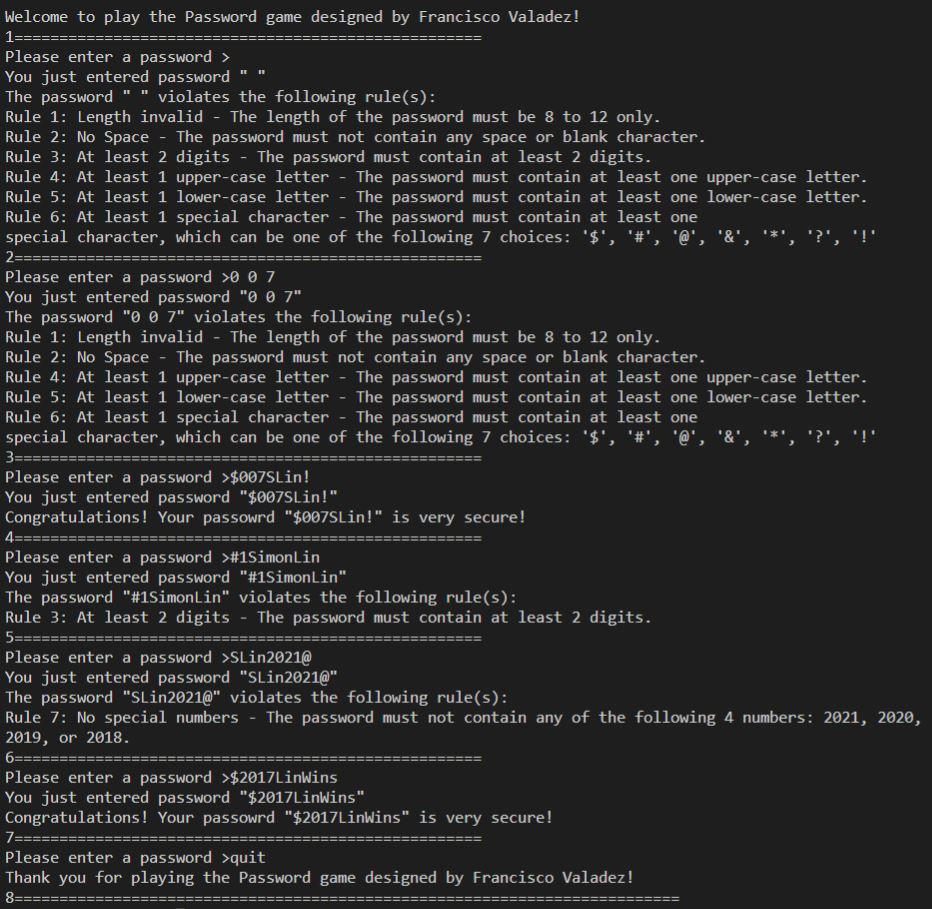 Welcome to play the Password game designed by Francisco Valadez!
1====================================================
Please enter a password >
You just entered password " "
The password " " violates the following rule(s):
Rule 1: Length invalid - The length of the password must be 8 to 12 only.
Rule 2: No Space - The password must not contain any space or blank character.
Rule 3: At least 2 digits - The password must contain at least 2 digits.
Rule 4: At least 1 upper-case letter - The password must contain at least one upper-case letter.
Rule 5: At least 1 lower-case letter - The password must contain at least one lower-case letter.
Rule 6: At least 1 special character - The password must contain at least one
special character, which can be one of the following 7 choices: '$', '#', '@', '&', '*', '?', '!'
2====================================================
Please enter a password >0 0 7
You just entered password "0 0 7"
The password "0 0 7" violates the following rule(s):
Rule 1: Length invalid - The length of the password must be 8 to 12 only.
Rule 2: No Space - The password must not contain any space or blank character.
Rule 4: At least 1 upper-case letter - The password must contain at least one upper-case letter.
Rule 5: At least 1 lower-case letter - The password must contain at least one lower-case letter.
Rule 6: At least 1 special character - The password must contain at least one
special character, which can be one of the following 7 choices: '$', '#', '@', '&', '*', '?', '!'
3====================================================
Please enter a password >$007SLin!
You just entered password "$007SLin!"
Congratulations! Your passowrd "$007SLin!" is very secure!
4====================================================
Please enter a password >#1SimonLin
You just entered password "#1SimonLin"
The password "#1SimonLin" violates the following rule(s):
Rule 3: At least 2 digits - The password must contain at least 2 digits.
5====================================================
Please enter a password >SLin2021@
You just entered password "SLin2021@"
The password "SLin2021@" violates the following rule(s):
Rule 7: No special numbers - The password must not contain any of the following 4 numbers: 2021, 2020,
2019, or 2018.
6====================================================
Please enter a password >$2017LinWins
You just entered password "$2017LinWins"
Congratulations! Your passowrd "$2017LinWins" is very secure!
7====================================================
Please enter a password >quit
Thank you for playing the Password game designed by Francisco Valadez!
8==========================================================================